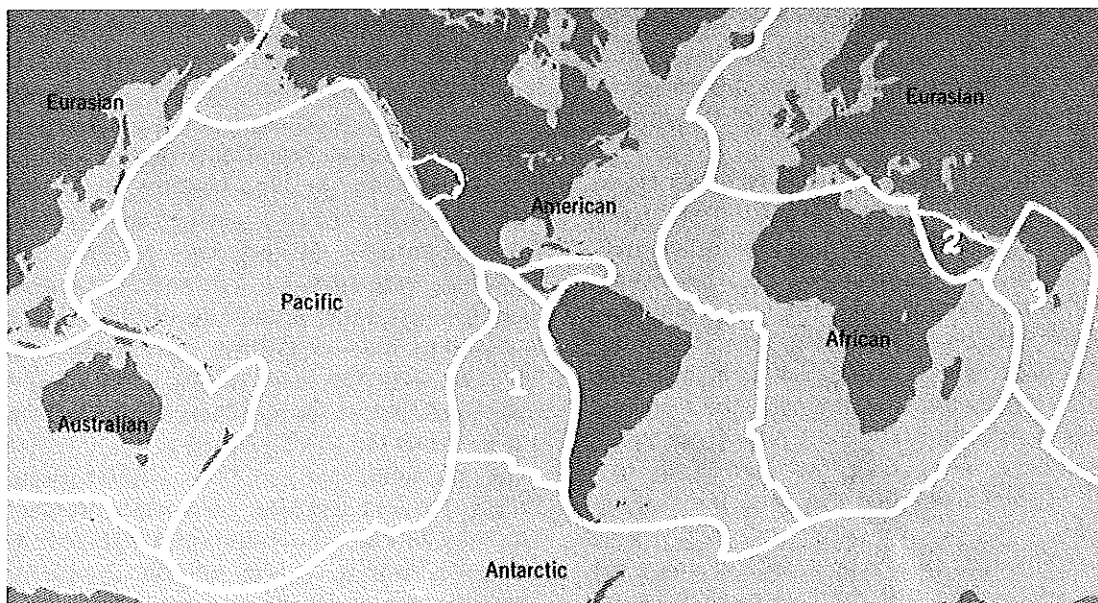 Eurasian
Eurasian
2
American
Pacific
3
African
1
Australian
Antarctic